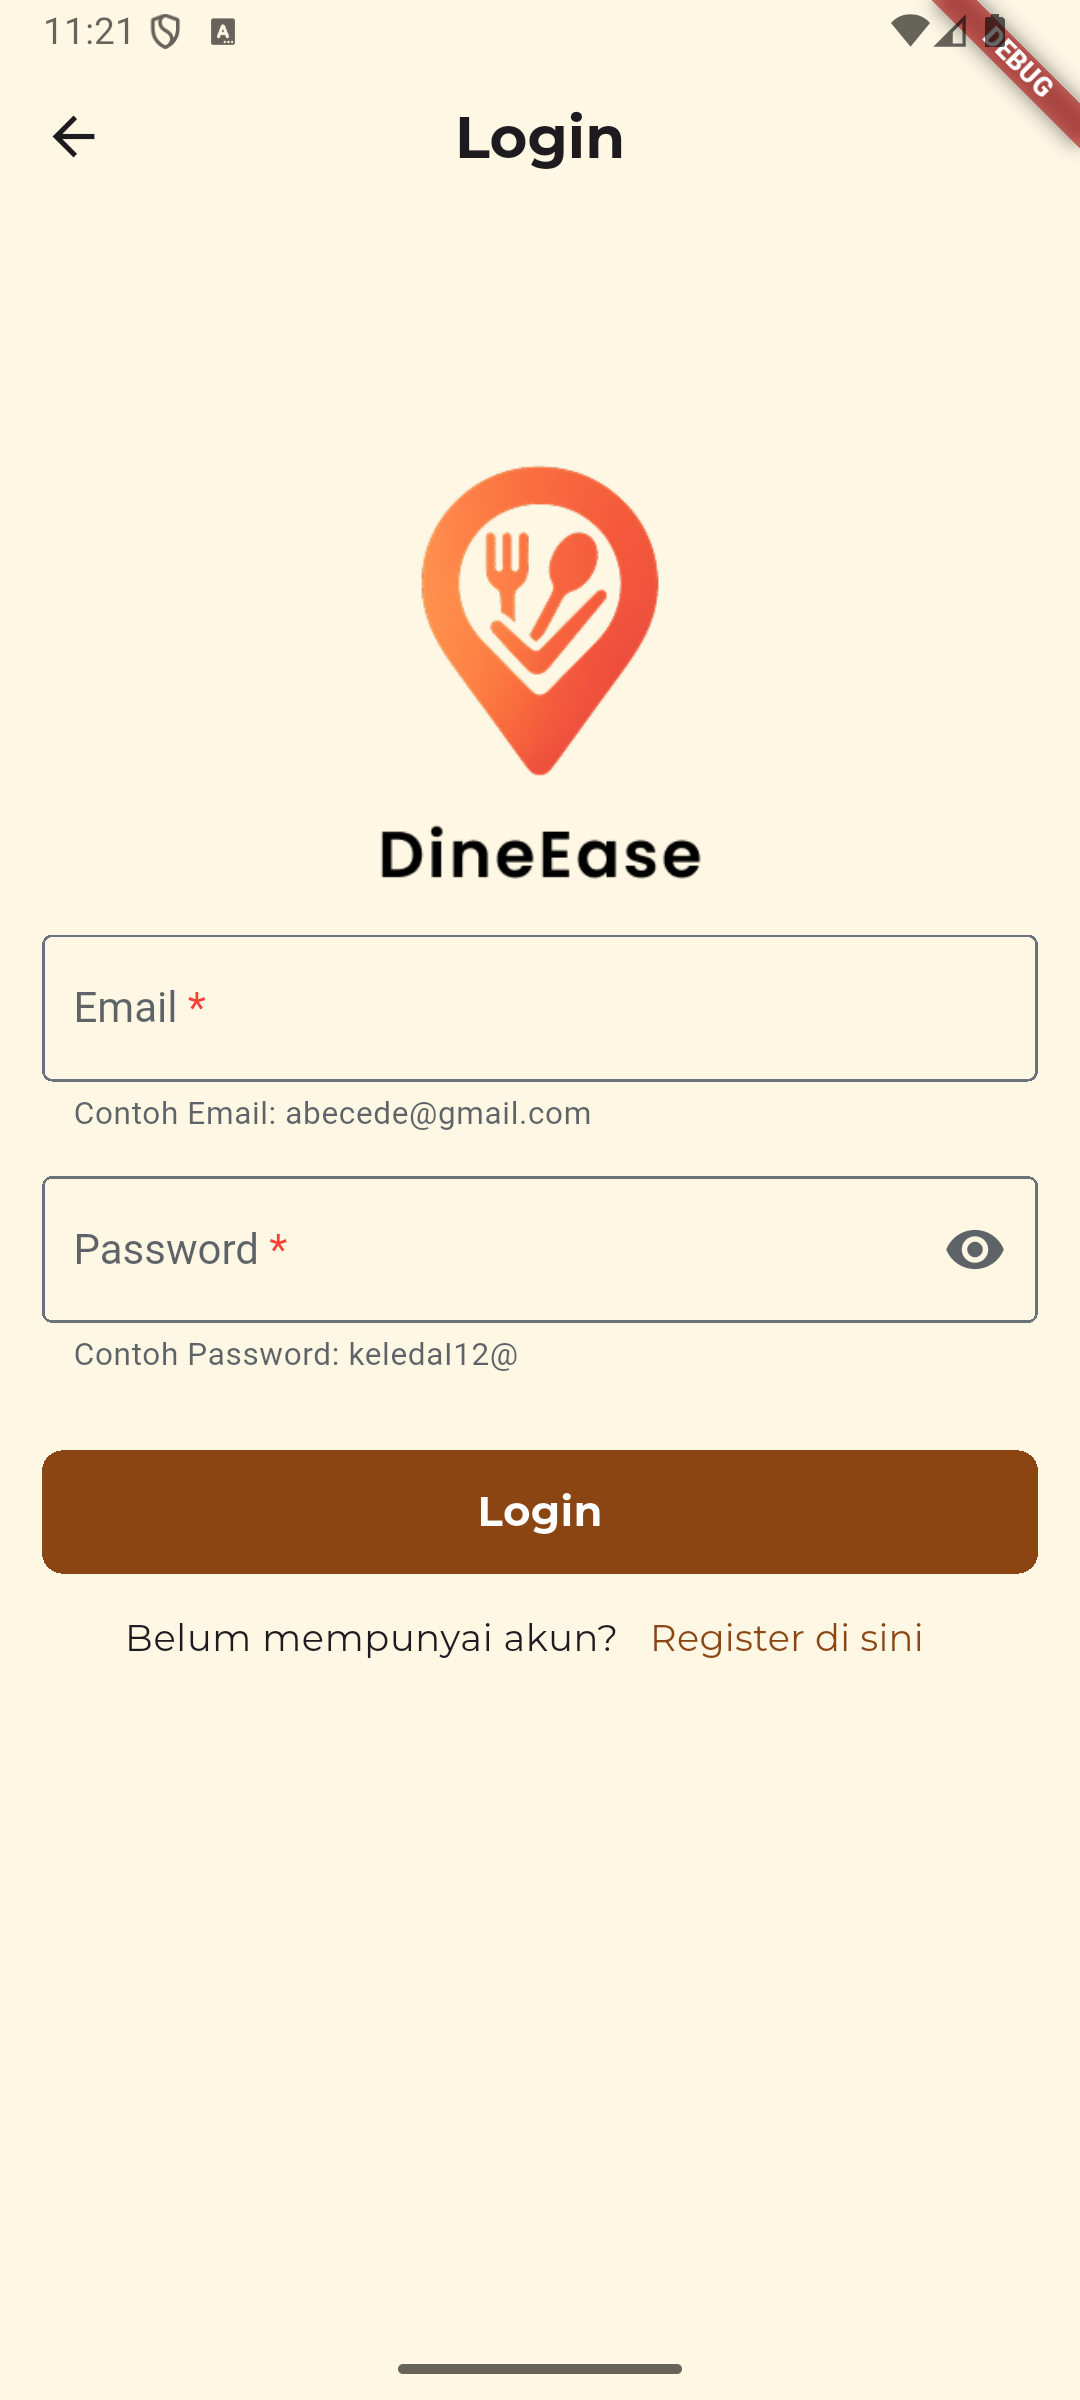 11:21
DEBUG
Login
DineEase
Email *
Contoh Email: abecede@gmail.com
Password *
Contoh Password: keledaI12@
Login
Belum mempunyai akun? Register di sini